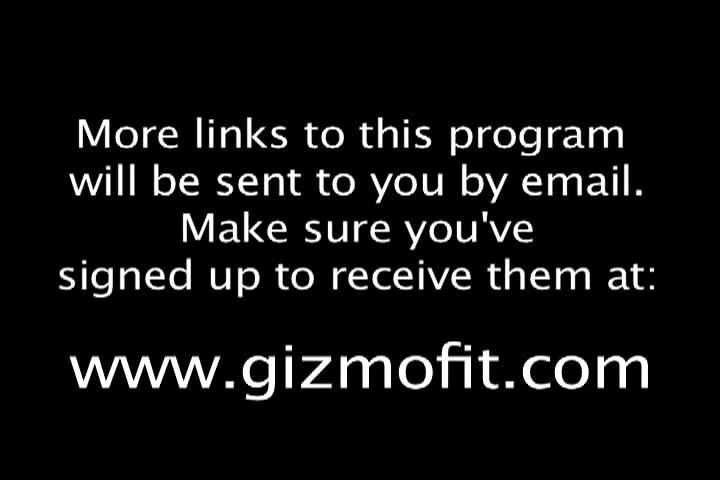 More links to this program
will be sent to you by email.
Make sure you've
signed up to receive them at:
www.gizmofit.com